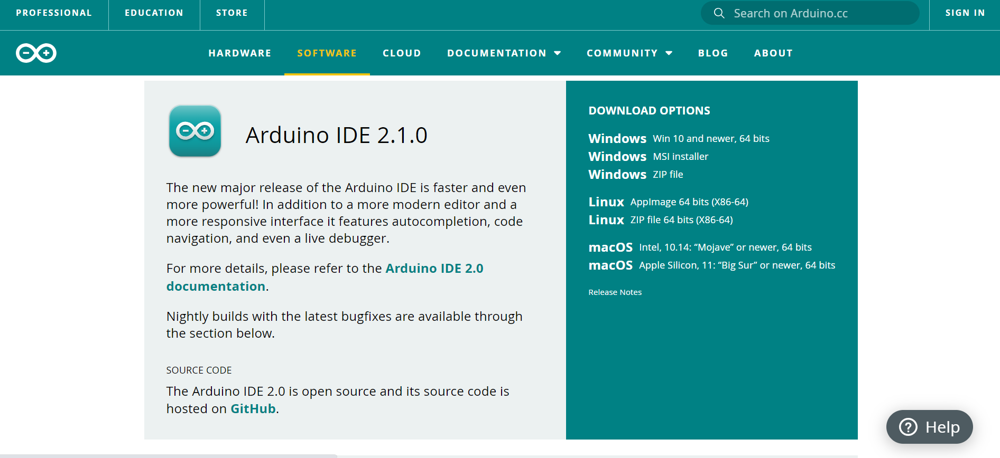 PROFESSIONAL EDUCATION STORE Search on Arduino.cc SIGN IN
HARDWARE SOFTWARE CLOUD DOCUMENTATION COMMUNITY BLOG ABOUT
Arduino IDE 2.1.0
The new major release of the Arduino IDE is faster and even
more powerful! In addition to a more modern editor and a
more responsive interface it features autocompletion, code
navigation, and even a live debugger.
For more details, please refer to the Arduino IDE 2.0
documentation.
Nightly builds with the latest bugfixes are available through
the section below.
SOURCE CODE
The Arduino IDE 2.0 is open source and its source code is
hosted on GitHub.
DOWNLOAD OPTIONS
Windows Win 10 and newer, 64 bits
Windows MSI installer
Windows ZIP file
Linux AppImage 64 bits (X86-64)
Linux ZIP file 64 bits (X86-64)
macOS Intel, 10.14: “Mojave” or newer, 64 bits
macOS Apple Silicon, 11: “Big Sur” or newer, 64 bits
Release Notes
Help